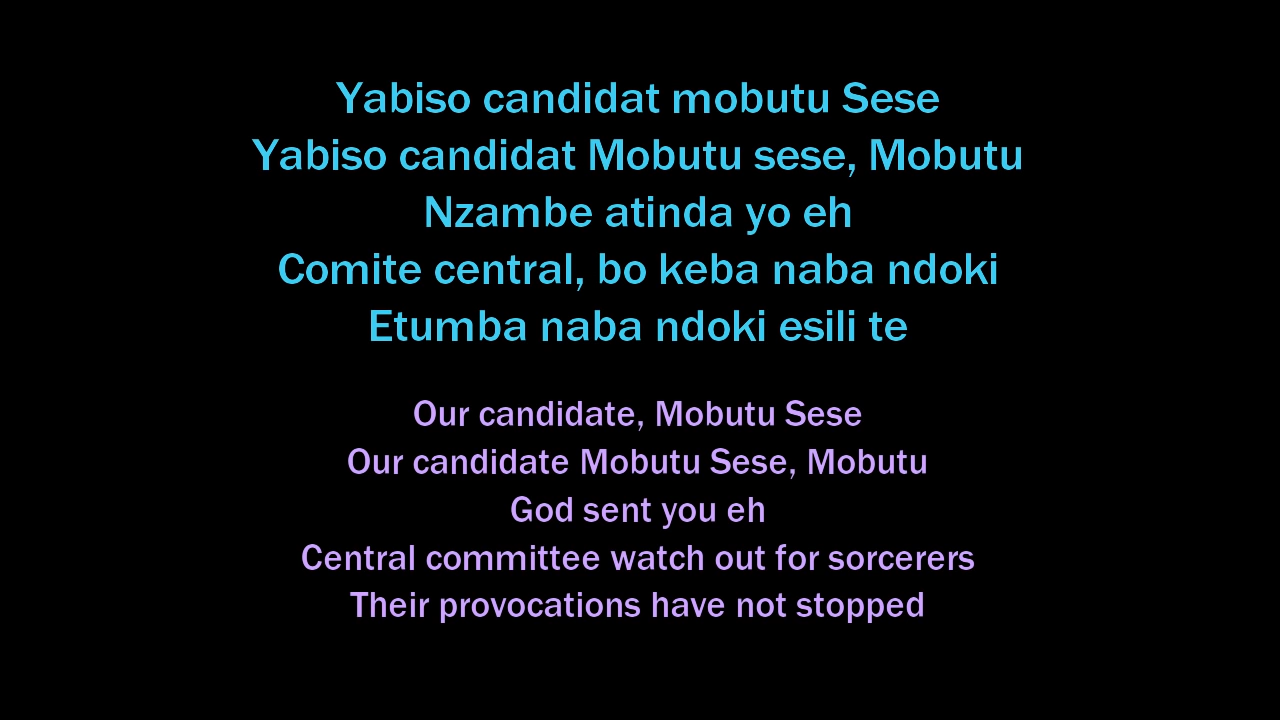 Yabiso candidat mobutu Sese
Yabiso candidat Mobutu sese, Mobutu
Nzambe atinda yo eh
Comite central, bo keba naba ndoki
Etumba naba ndoki esili te
Our candidate, Mobutu Sese
Our candidate Mobutu Sese, Mobutu
God sent you eh
Central committee watch out for sorcerers
Their provocations have not stopped